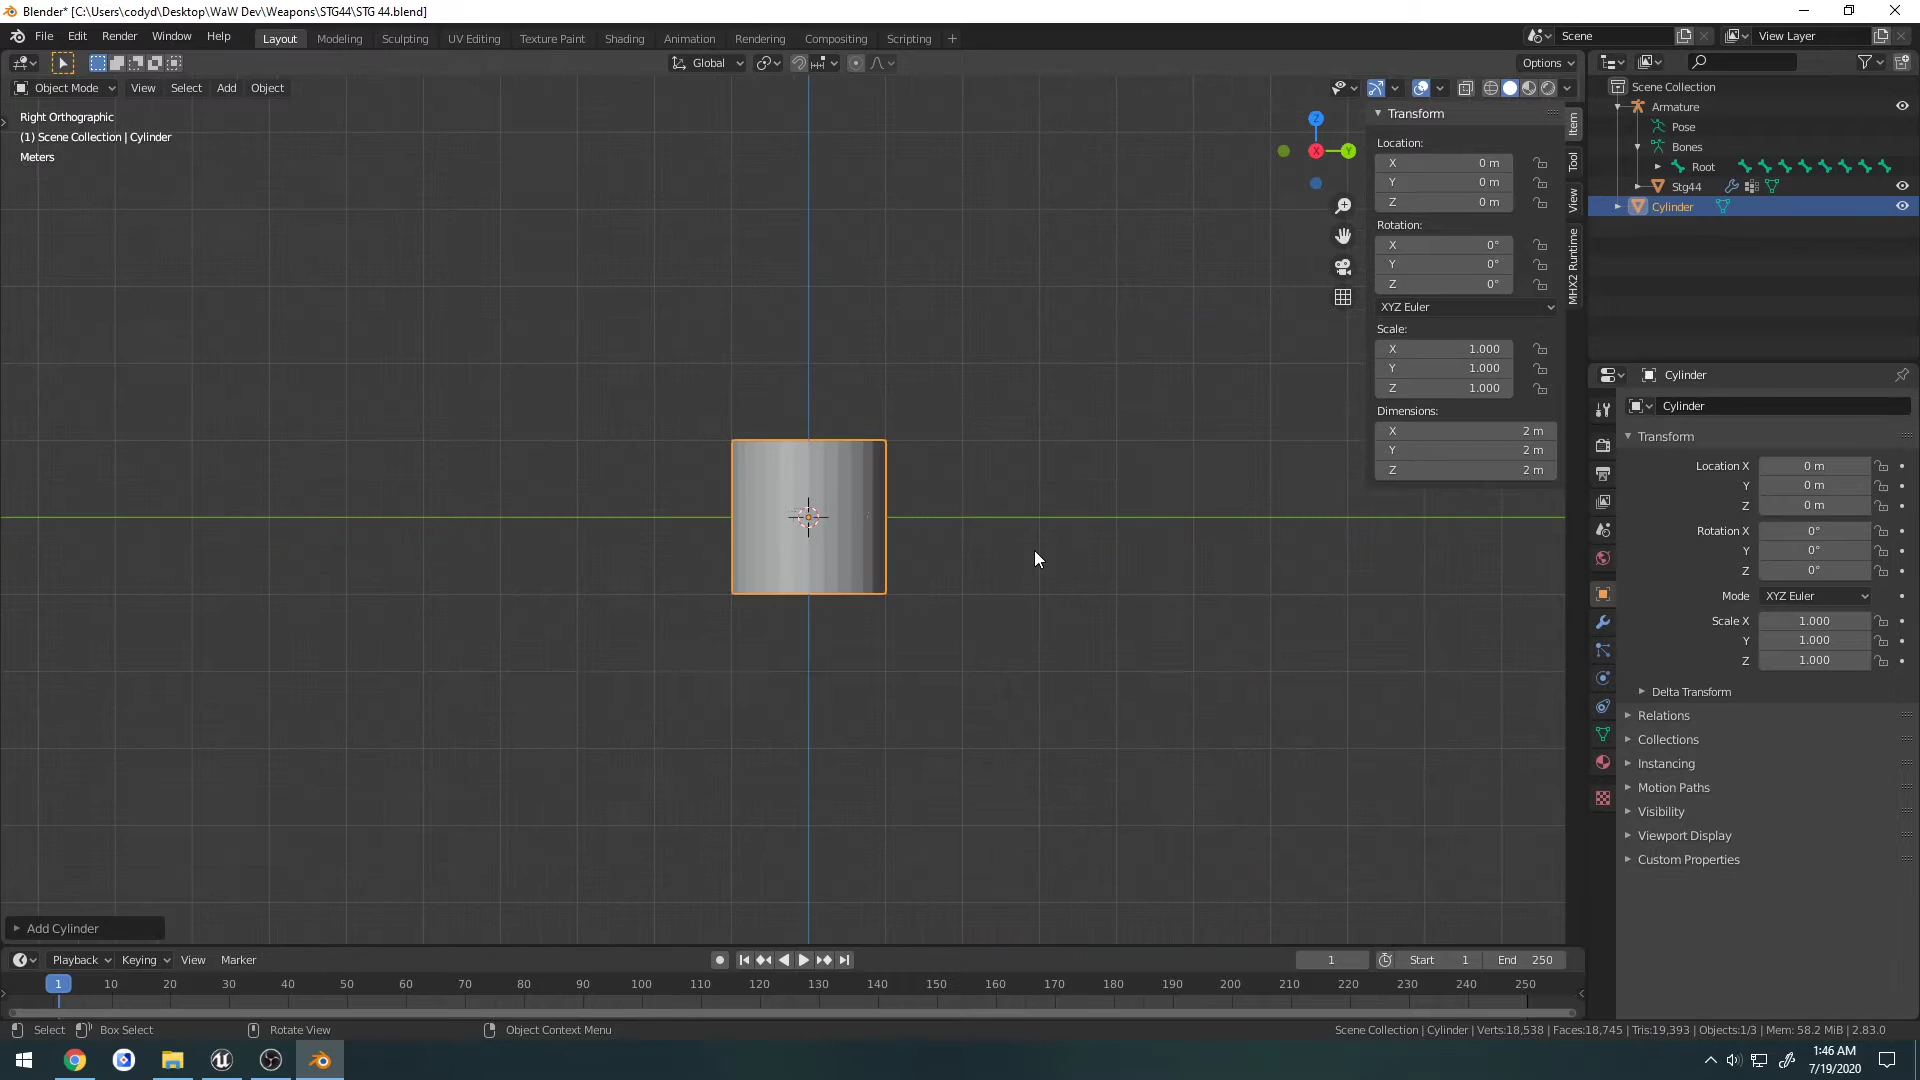 Blender* [C:\Users\codyd\Desktop\WaW Dev\Weapons\STG44\STG 44.blend]
File Edit Render Window Help
Layout Modeling Sculpting UV Editing Texture Paint Shading Animation Rendering Compositing Scripting +
Scene
View Layer
Global
Options
Object Mode View Select Add Object
Right Orthographic
(1) Scene Collection | Cylinder
Meters
Z
X
Y
Transform
Location:
X 0 m
Y 0 m
Z 0 m
Rotation:
X 0°
Y 0°
Z 0°
XYZ Euler
Scale:
X 1.000
Y 1.000
Z 1.000
Dimensions:
X 2 m
Y 2 m
Z 2 m
Item
Tool
View
MHX2 Runtime
Scene Collection
Armature
Pose
Bones
Root
Stg44
Cylinder
Cylinder
Cylinder
Transform
Location X 0 m
Y 0 m
Z 0 m
Rotation X 0°
Y 0°
Z 0°
Mode XYZ Euler
Scale X 1.000
Y 1.000
Z 1.000
Delta Transform
Relations
Collections
Instancing
Motion Paths
Visibility
Viewport Display
Custom Properties
Add Cylinder
Playback Keying View Marker
1 Start 1 End 250
1 10 20 30 40 50 60 70 80 90 100 110 120 130 140 150 160 170 180 190 200 210 220 230 240 250
Select Box Select Rotate View Object Context Menu
Scene Collection | Cylinder | Verts:18,538 | Faces:18,745 | Tris:19,393 | Objects:1/3 | Mem: 58.2 MiB | 2.83.0
1:46 AM
7/19/2020